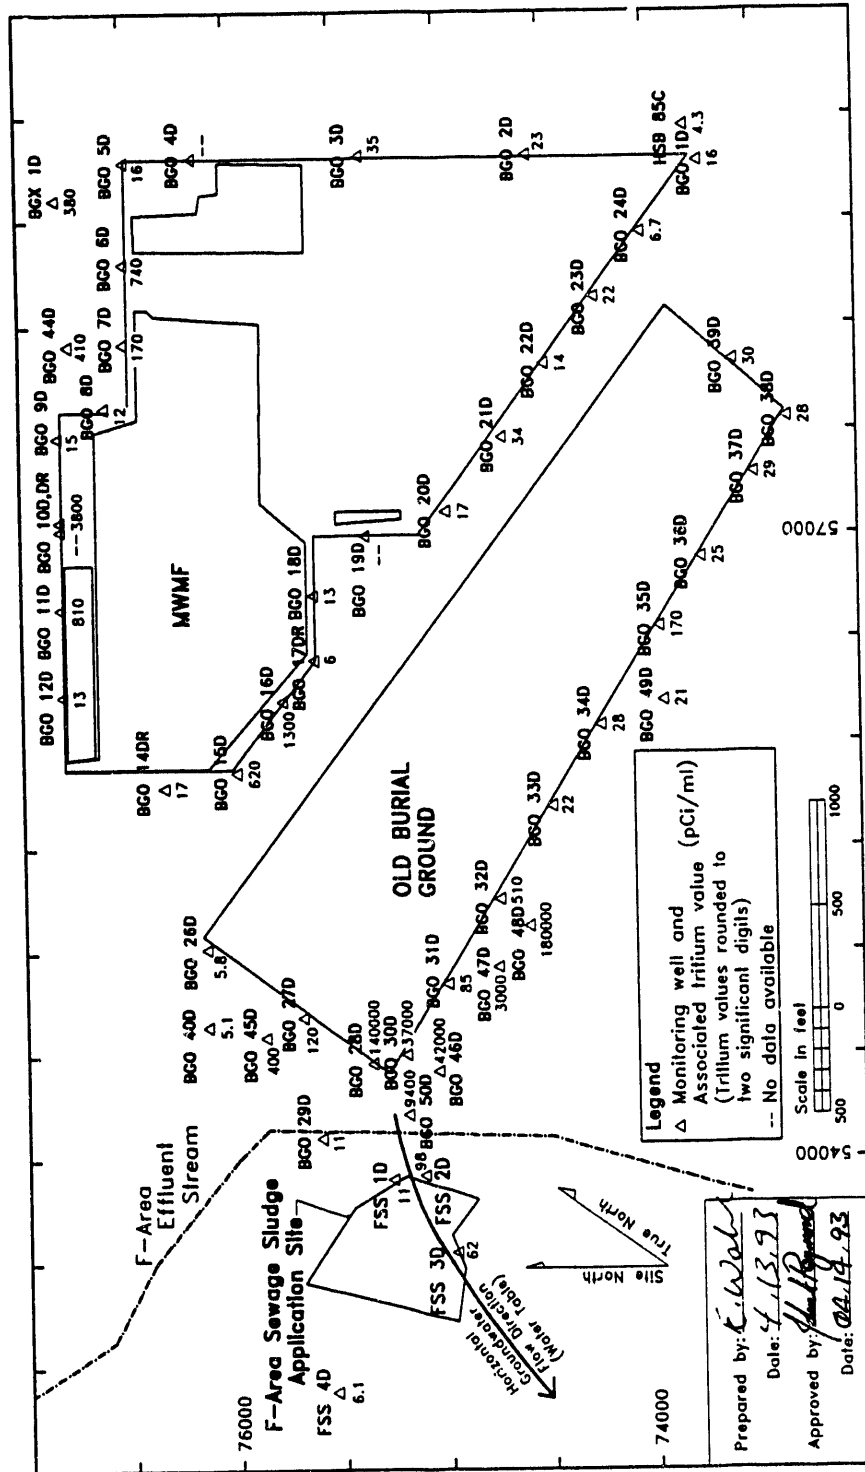 BGX 1D
380
BGO 5D
16
BGO 4D
--
BGO 3D
35
BGO 2D
23
HSB 85C
4.3
BGO 1D
16
BGO 6D
740
BGO 7D
170
BGO 44D
410
BGO 8D
12
BGO 9D
15
BGO 10D,DR
--3800
BGO 11D
810
BGO 12D
13
MWMF
BGO 14DR
17
BGO 15D
620
BGO 16D
1300
BGO 17DR
6
BGO 18D
13
BGO 19D
--
BGO 20D
17
BGO 21D
34
BGO 22D
14
BGO 23D
22
BGO 24D
6.7
BGO 39D
30
BGO 38D
28
BGO 37D
29
BGO 36D
25
BGO 35D
170
BGO 49D
21
BGO 34D
28
BGO 33D
22
BGO 32D
510
BGO 48D
180000
BGO 47D
3000
BGO 31D
85
OLD BURIAL
GROUND
BGO 26D
5.8
BGO 40D
5.1
BGO 45D
400
BGO 27D
120
BGO 28D
140000
BGO 30D
37000
42000
BGO 46D
9400
BGO 50D
BGO 29D
11
F-Area
Effluent
Stream
F-Area Sewage Sludge
Application Site
FSS 1D
11
98
FSS 2D
FSS 3D
62
FSS 4D
6.1
Horizontal
Groundwater
Flow Direction
(Water Table)
Site North
True North
76000
74000
54000
57000
Legend
△ Monitoring well and
Associated tritium value (pCi/ml)
(Tritium values rounded to
two significant digits)
-- No data available
Scale in feet
500 0 500 1000
Prepared by:
Date: 4.13.93
Approved by:
Date: 04.14.93